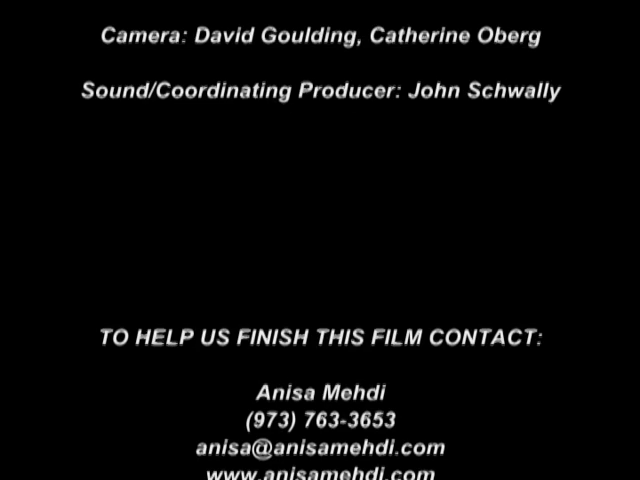 Camera: David Goulding, Catherine Oberg
Sound/Coordinating Producer: John Schwally
TO HELP US FINISH THIS FILM CONTACT:
Anisa Mehdi
(973) 763-3653
anisa@anisamehdi.com
www.anisamehdi.com